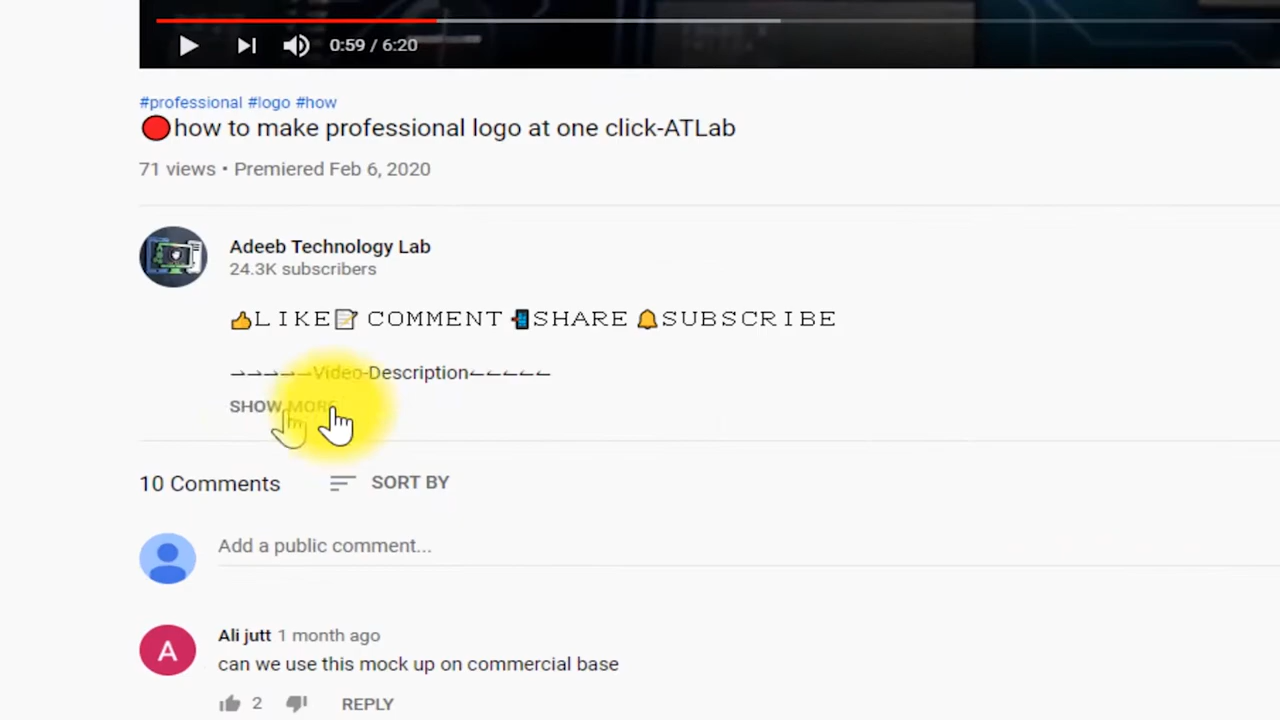 0:59 / 6:20
#professional #logo #how
🔴how to make professional logo at one click-ATLab
71 views • Premiered Feb 6, 2020
Adeeb Technology Lab
24.3K subscribers
👍LIKE📝 COMMENT 📲SHARE 🔔SUBSCRIBE
⇁⇁⇁⇁⇁Video-Description↽↽↽↽↽
SHOW MORE
10 Comments SORT BY
Add a public comment...
A
Ali jutt 1 month ago
can we use this mock up on commercial base
2 REPLY